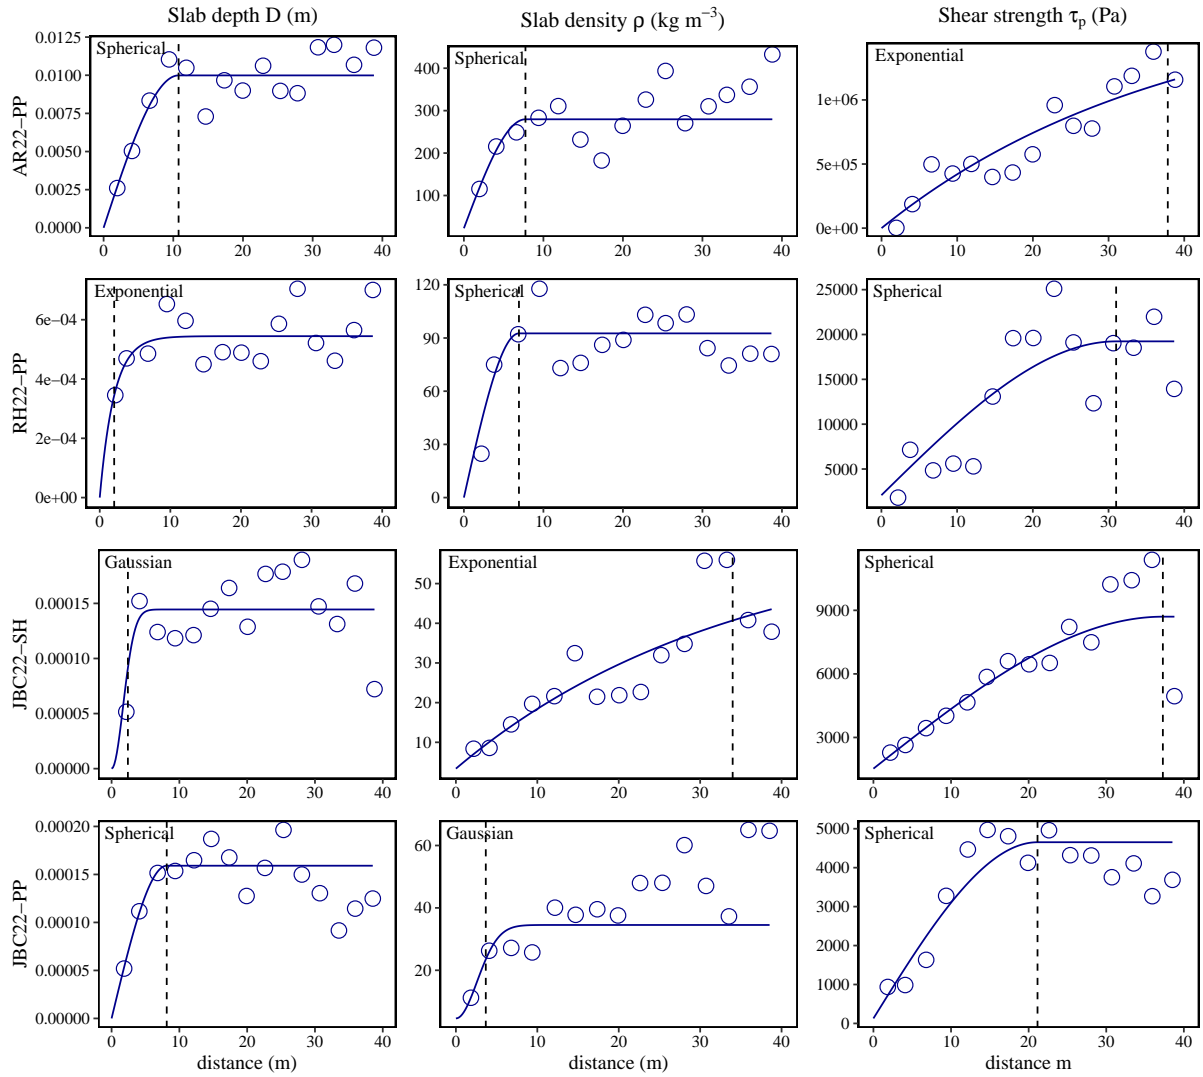 Slab depth D (m)
Slab density ρ (kg m⁻³)
Shear strength τp (Pa)
AR22−PP
Spherical
0.0125
0.0100
0.0075
0.0050
0.0025
0.0000
0 10 20 30 40
Spherical
400
300
200
100
0 10 20 30 40
Exponential
1e+06
5e+05
0e+00
0 10 20 30 40
RH22−PP
Exponential
6e−04
4e−04
2e−04
0e+00
0 10 20 30 40
Spherical
120
90
60
30
0
0 10 20 30 40
Spherical
25000
20000
15000
10000
5000
0 10 20 30 40
JBC22−SH
Gaussian
0.00015
0.00010
0.00005
0.00000
0 10 20 30 40
Exponential
50
40
30
20
10
0 10 20 30 40
Spherical
9000
6000
3000
0 10 20 30 40
JBC22−PP
Spherical
0.00020
0.00015
0.00010
0.00005
0.00000
0 10 20 30 40
distance (m)
Gaussian
60
40
20
0 10 20 30 40
distance (m)
Spherical
5000
4000
3000
2000
1000
0
0 10 20 30 40
distance m